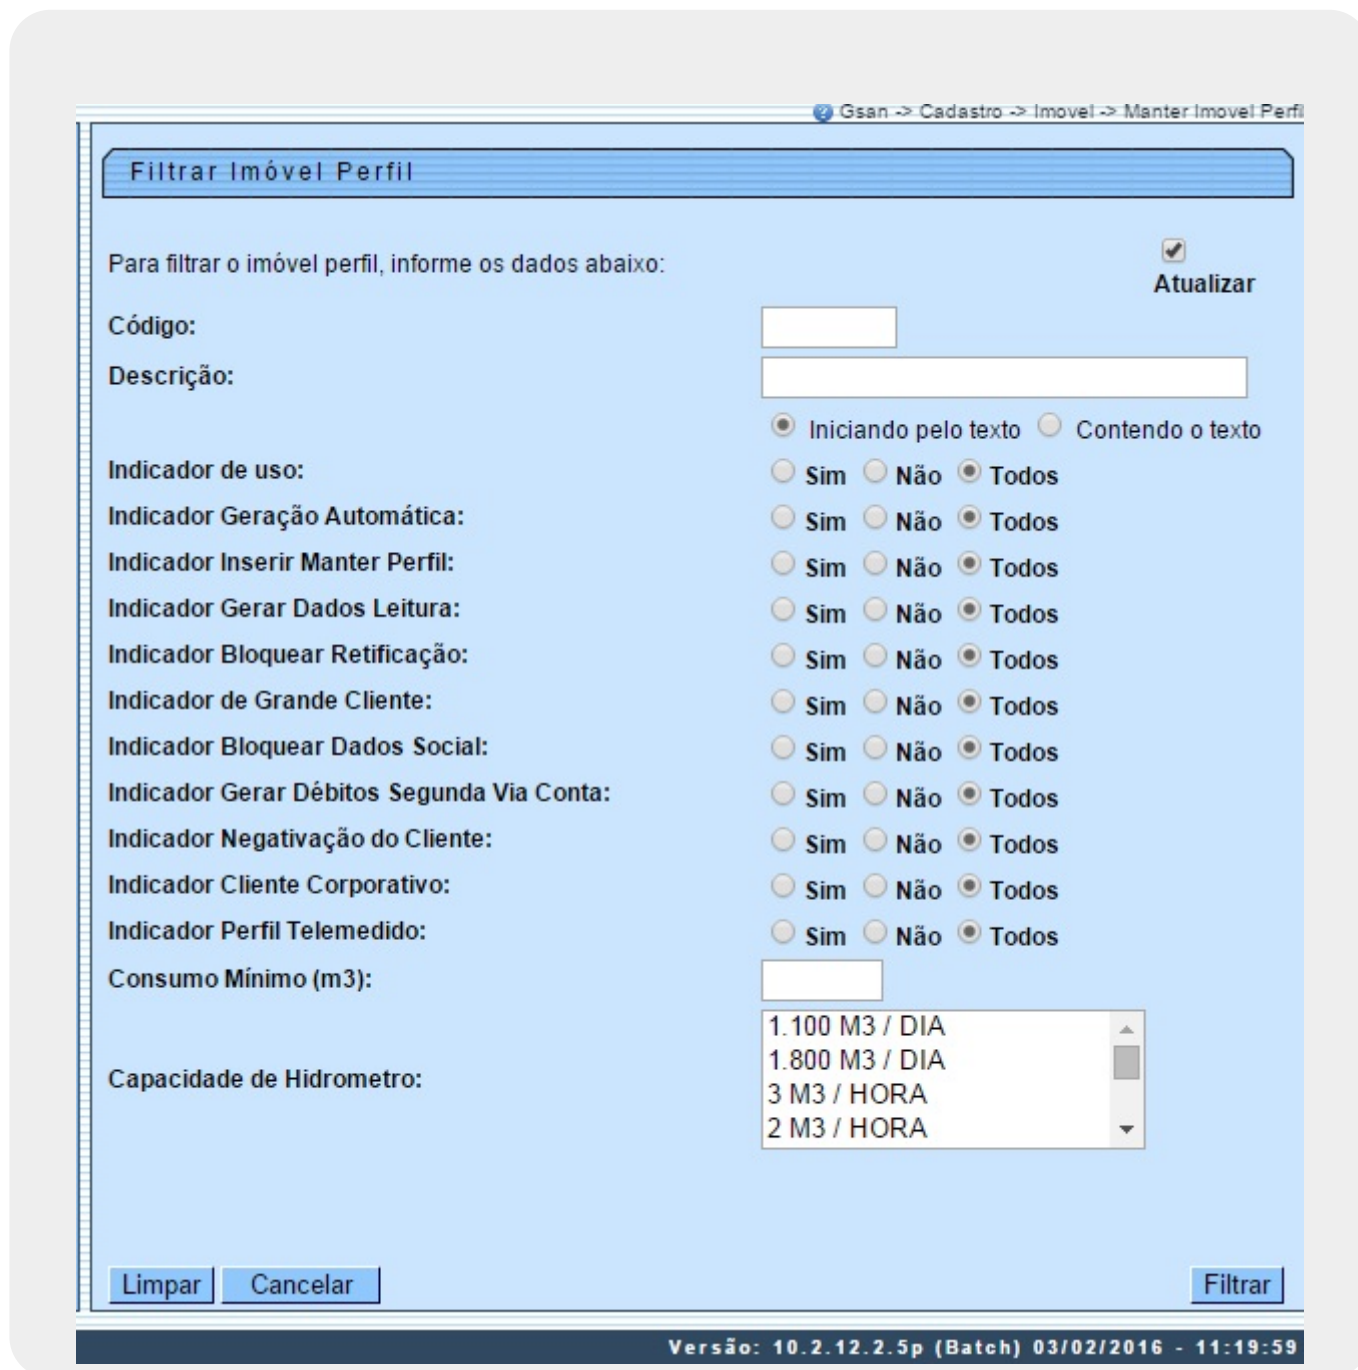 Gsan -> Cadastro -> Imovel -> Manter Imovel Perfil
Filtrar Imóvel Perfil
Para filtrar o imóvel perfil, informe os dados abaixo:
Atualizar
Código:
Descrição:
Iniciando pelo texto Contendo o texto
Indicador de uso: Sim Não Todos
Indicador Geração Automática: Sim Não Todos
Indicador Inserir Manter Perfil: Sim Não Todos
Indicador Gerar Dados Leitura: Sim Não Todos
Indicador Bloquear Retificação: Sim Não Todos
Indicador de Grande Cliente: Sim Não Todos
Indicador Bloquear Dados Social: Sim Não Todos
Indicador Gerar Débitos Segunda Via Conta: Sim Não Todos
Indicador Negativação do Cliente: Sim Não Todos
Indicador Cliente Corporativo: Sim Não Todos
Indicador Perfil Telemedido: Sim Não Todos
Consumo Mínimo (m3):
Capacidade de Hidrometro:
1.100 M3 / DIA
1.800 M3 / DIA
3 M3 / HORA
2 M3 / HORA
Limpar Cancelar Filtrar
Versão: 10.2.12.2.5p (Batch) 03/02/2016 - 11:19:59